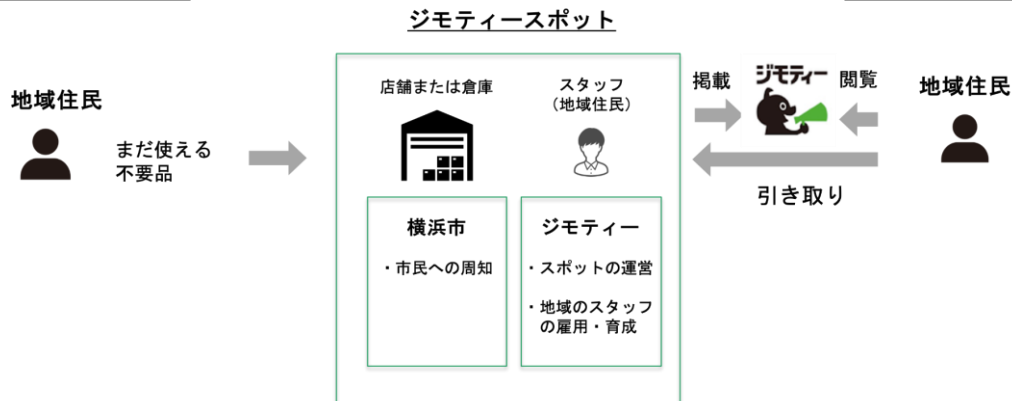 ジモティースポット
地域住民
まだ使える
不要品
店舗または倉庫
スタッフ
（地域住民）
横浜市
・市民への周知
ジモティー
・スポットの運営
・地域のスタッフ
の雇用・育成
掲載
ジモティー
閲覧
引き取り
地域住民